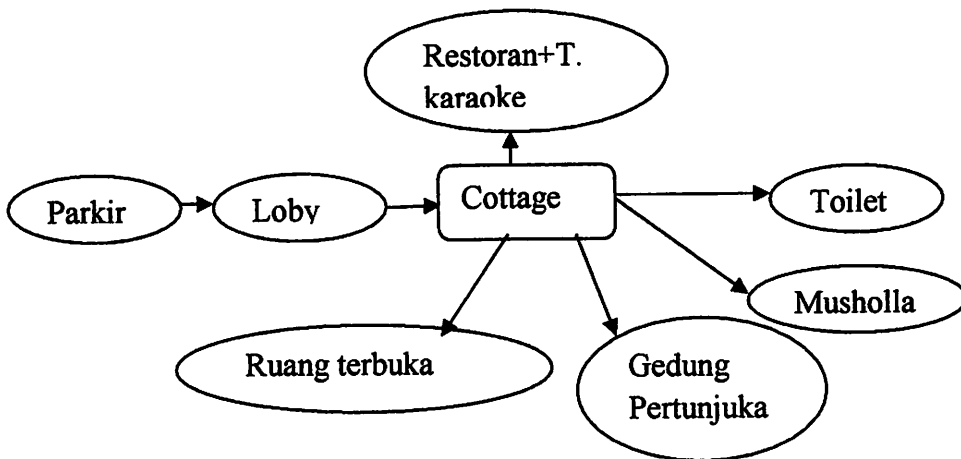 Restoran+T.
karaoke
Parkir
Loby
Cottage
Toilet
Musholla
Ruang terbuka
Gedung
Pertunjuka